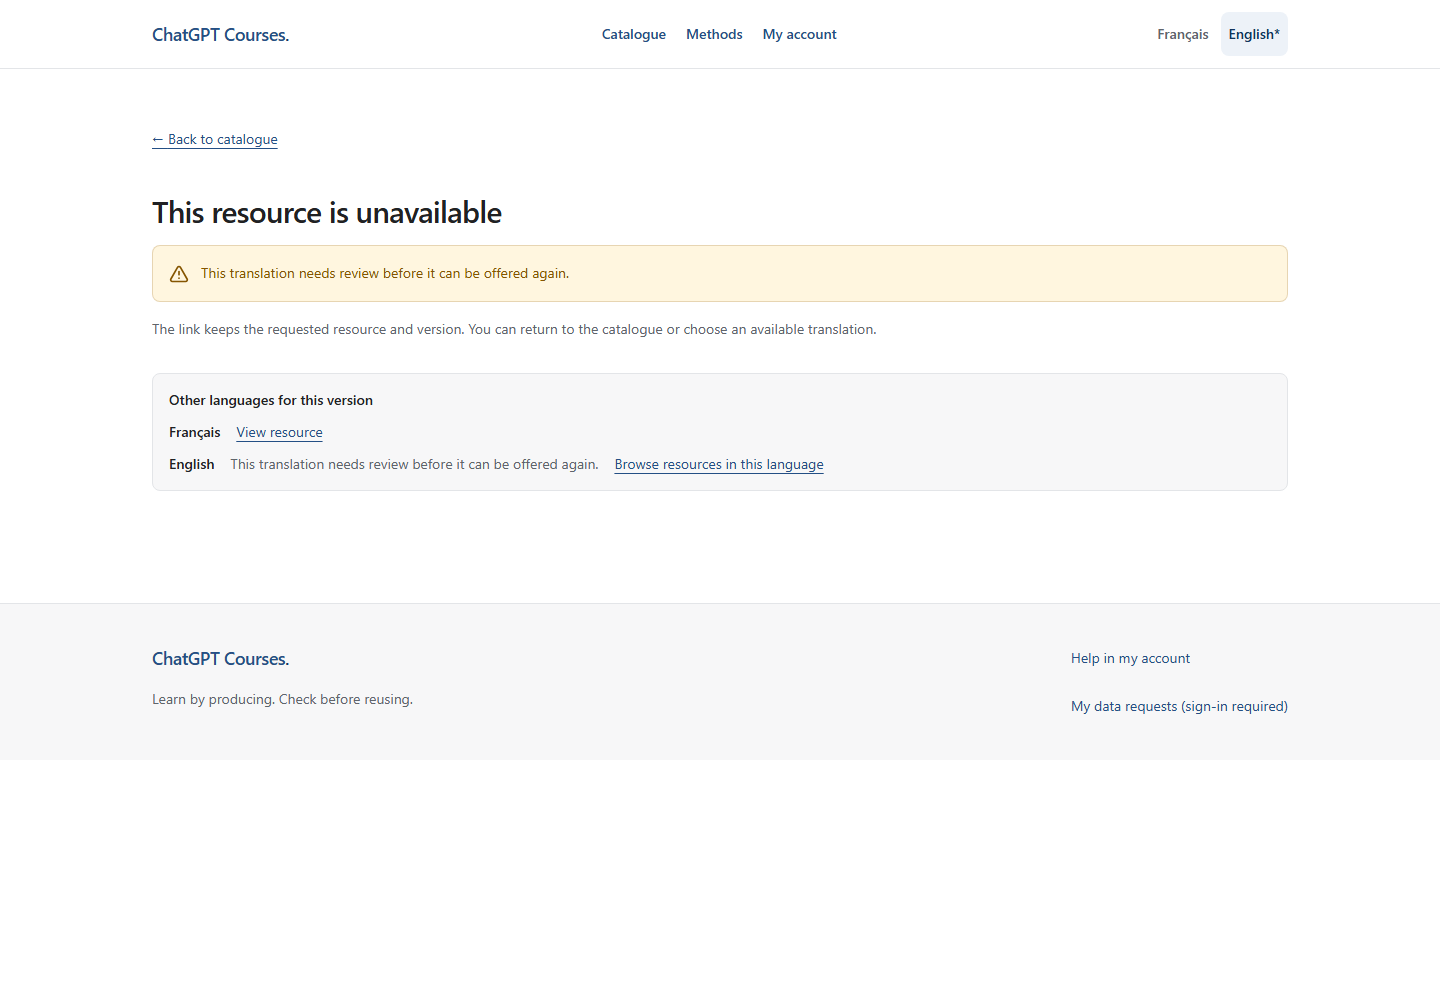 ChatGPT Courses.
Catalogue Methods My account
Français English*
← Back to catalogue
This resource is unavailable
This translation needs review before it can be offered again.
The link keeps the requested resource and version. You can return to the catalogue or choose an available translation.
Other languages for this version
Français View resource
English This translation needs review before it can be offered again. Browse resources in this language
ChatGPT Courses.
Learn by producing. Check before reusing.
Help in my account
My data requests (sign-in required)